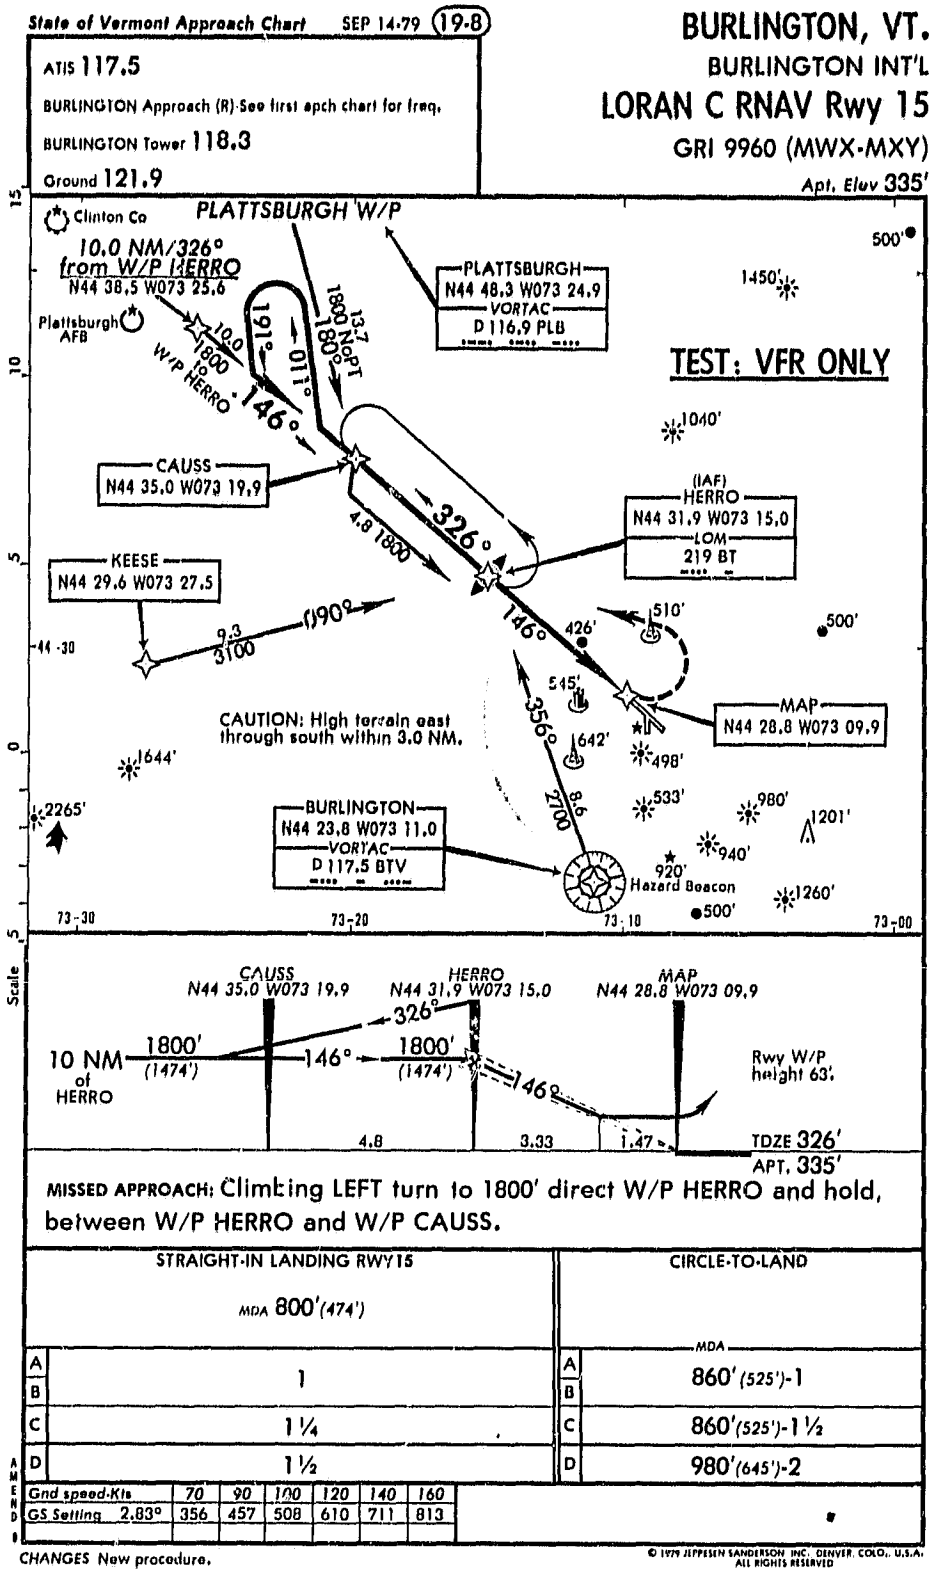 State of Vermont Approach Chart SEP 14-79 19-8
BURLINGTON, VT.
BURLINGTON INT'L
LORAN C RNAV Rwy 15
GRI 9960 (MWX-MXY)
Apt. Elev 335'
ATIS 117.5
BURLINGTON Approach (R)-See first apch chart for freq.
BURLINGTON Tower 118.3
Ground 121.9
15
Clinton Co
PLATTSBURGH W/P
10.0 NM/326°
from W/P HERRO
N44 38.5 W073 25.6
500'
1450'
PLATTSBURGH
N44 48.3 W073 24.9
VORTAC
D 116.9 PLB
Plattsburgh
AFB
10.0
1800
to
W/P HERRO
191°
011°
13.7
1800 NoPT
180°
146°
10
TEST: VFR ONLY
1040'
CAUSS
N44 35.0 W073 19.9
(IAF)
HERRO
N44 31.9 W073 15.0
LOM
219 BT
326°
4.8 1800
5
KEESE
N44 29.6 W073 27.5
146°
510'
426'
500'
44-30
9.3
3100
090°
545'
356°
MAP
N44 28.8 W073 09.9
CAUTION: High terrain east
through south within 3.0 NM.
0
1644'
642'
498'
2265'
533'
980'
1201'
8.6
2700
BURLINGTON
N44 23.8 W073 11.0
VORTAC
D 117.5 BTV
940'
920'
Hazard Beacon
1260'
500'
73-30 73-20 73-10 73-00
5
Scale
CAUSS
N44 35.0 W073 19.9
HERRO
N44 31.9 W073 15.0
MAP
N44 28.8 W073 09.9
326°
10 NM
of
HERRO
1800'
(1474')
146°
1800'
(1474')
146°
Rwy W/P
height 63'.
4.8 3.33 1.47
TDZE 326'
APT. 335'
MISSED APPROACH: Climbing LEFT turn to 1800' direct W/P HERRO and hold,
between W/P HERRO and W/P CAUSS.
STRAIGHT-IN LANDING RWY 15 CIRCLE-TO-LAND
MDA 800' (474')
MDA
A
B
1
A
B
860' (525')-1
C 1 ¼ C 860' (525')-1 ½
D 1 ½ D 980' (645')-2
AMEND
Gnd speed-Kts 70 90 100 120 140 160
GS Setting 2.83° 356 457 508 610 711 813
CHANGES New procedure.
© 1979 JEPPESEN SANDERSON INC. DENVER, COLO., U.S.A.
ALL RIGHTS RESERVED